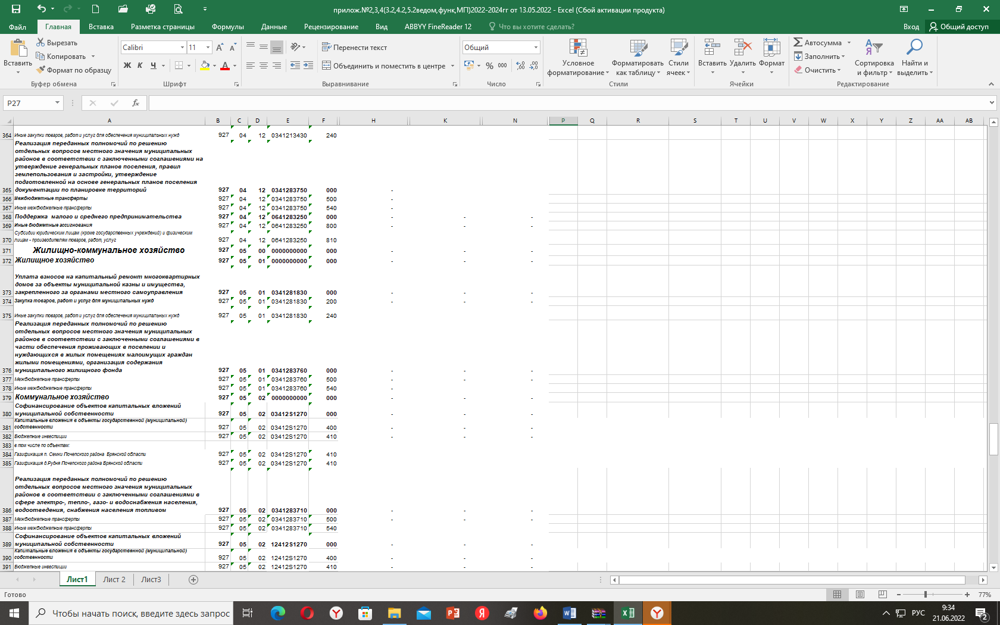 прилож.№2,3,4(3.2,4.2,5.2ведом,функ,МП)2022-2024гг от 13.05.2022 - Excel (Сбой активации продукта)
Файл Главная Вставка Разметка страницы Формулы Данные Рецензирование Вид ABBYY FineReader 12 Что вы хотите сделать? Вход Общий доступ
Вставить
Вырезать
Копировать
Формат по образцу
Буфер обмена
Calibri 11
Ж К Ч А
Шрифт
Перенести текст
Объединить и поместить в центре
Выравнивание
Общий
% 000
Число
Условное форматирование
Форматировать как таблицу
Стили ячеек
Стили
Вставить Удалить Формат
Ячейки
Автосумма
Заполнить
Очистить
Сортировка и фильтр
Найти и выделить
Редактирование
P27 fx
A B C D E F H K N P Q R S T U V W X Y Z AA AB
364 Иные закупки товаров, работ и услуг для обеспечения муниципальных нужд 927 04 12 0341213430 240
Реализация переданных полномочий по решению
отдельных вопросов местного значения муниципальных
районов в соответствии с заключенными соглашениями на
утверждение генеральных планов поселения, правил
землепользования и застройки, утверждение
подготовленной на основе генеральных планов поселения
365 документации по планировке территорий 927 04 12 0341283750 000 -
366 Межбюджетные трансферты 927 04 12 0341283750 500 -
367 Иные межбюджетные трансферты 927 04 12 0341283750 540 -
368 Поддержка малого и среднего предпринимательства 927 04 12 0641283250 000 - - -
369 Иные бюджетные ассигнования 927 04 12 0641283250 800 - - -
Субсидии юридическим лицам (кроме государственных учреждений) и физическим
370 лицам - производителям товаров, работ, услуг 927 04 12 0641283250 810
371 Жилищно-коммунальное хозяйство 927 05 00 0000000000 000 - - -
372 Жилищное хозяйство 927 05 01 0000000000 000 - - -
Уплата взносов на капитальный ремонт многоквартирных
домов за объекты муниципальной казны и имущества,
373 закрепленного за органами местного самоуправления 927 05 01 0341281830 000 - - -
374 Закупка товаров, работ и услуг для муниципальных нужд 927 05 01 0341281830 200 - - -
375 Иные закупки товаров, работ и услуг для обеспечения муниципальных нужд 927 05 01 0341281830 240
Реализация переданных полномочий по решению
отдельных вопросов местного значения муниципальных
районов в соответствии с заключенными соглашениями в
части обеспечения проживающих в поселении и
нуждающихся в жилых помещениях малоимущих граждан
жилыми помещениями, организация содержания
376 муниципального жилищного фонда 927 05 01 0341283760 000 - - -
377 Межбюджетные трансферты 927 05 01 0341283760 500 - - -
378 Иные межбюджетные трансферты 927 05 01 0341283760 540 - - -
379 Коммунальное хозяйство 927 05 02 0000000000 000 - - -
Софинансирование объектов капитальных вложений
380 муниципальной собственности 927 05 02 03412S1270 000 - - -
Капитальные вложения в объекты государственной (муниципальной)
381 собственности 927 05 02 03412S1270 400 - - -
382 Бюджетные инвестиции 927 05 02 03412S1270 410 - - -
383 в том числе по объектам:
384 Газификация п. Семки Почепского района Брянской области 927 05 02 03412S1270 410
385 Газификация д.Рудня Почепского района Брянской области 927 05 02 03412S1270 410
Реализация переданных полномочий по решению
отдельных вопросов местного значения муниципальных
районов в соответствии с заключенными соглашениями в
сфере электро-, тепло-, газо- и водоснабжения населения,
386 водоотведения, снабжения населения топливом 927 05 02 0341283710 000 - - -
387 Межбюджетные трансферты 927 05 02 0341283710 500 - - -
388 Иные межбюджетные трансферты 927 05 02 0341283710 540
Софинансирование объектов капитальных вложений
389 муниципальной собственности 927 05 02 12412S1270 000 - - -
Капитальные вложения в объекты государственной (муниципальной)
390 собственности 927 05 02 12412S1270 400 - - -
391 Бюджетные инвестиции 927 05 02 12412S1270 410 - - -
Лист1 Лист 2 Лист3
Готово 77%
Чтобы начать поиск, введите здесь запрос
РУС
9:34
21.06.2022
2